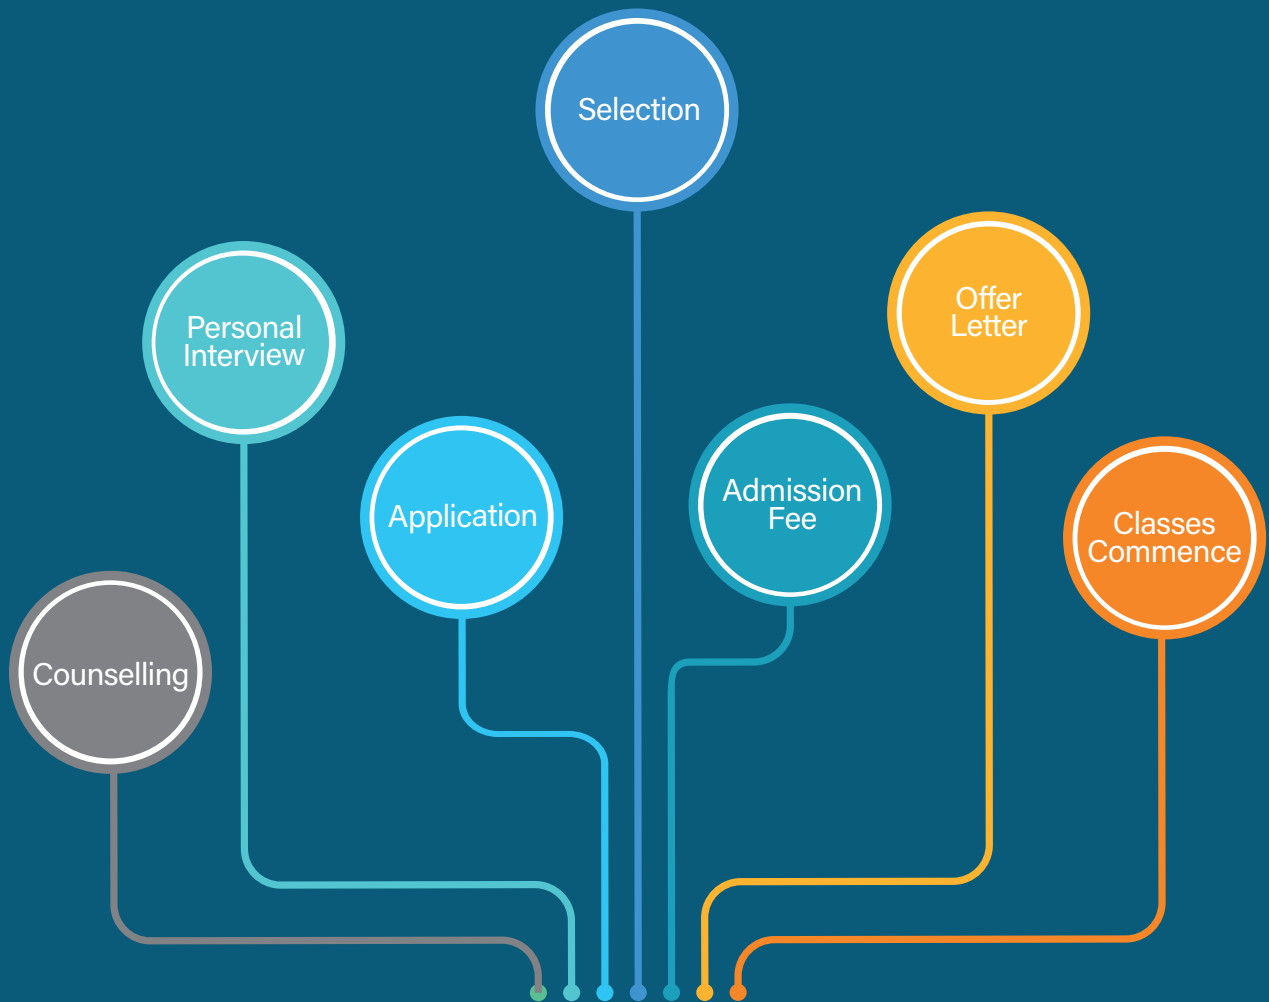 Selection
Personal
Interview
Offer
Letter
Application
Admission
Fee
Classes
Commence
Counselling